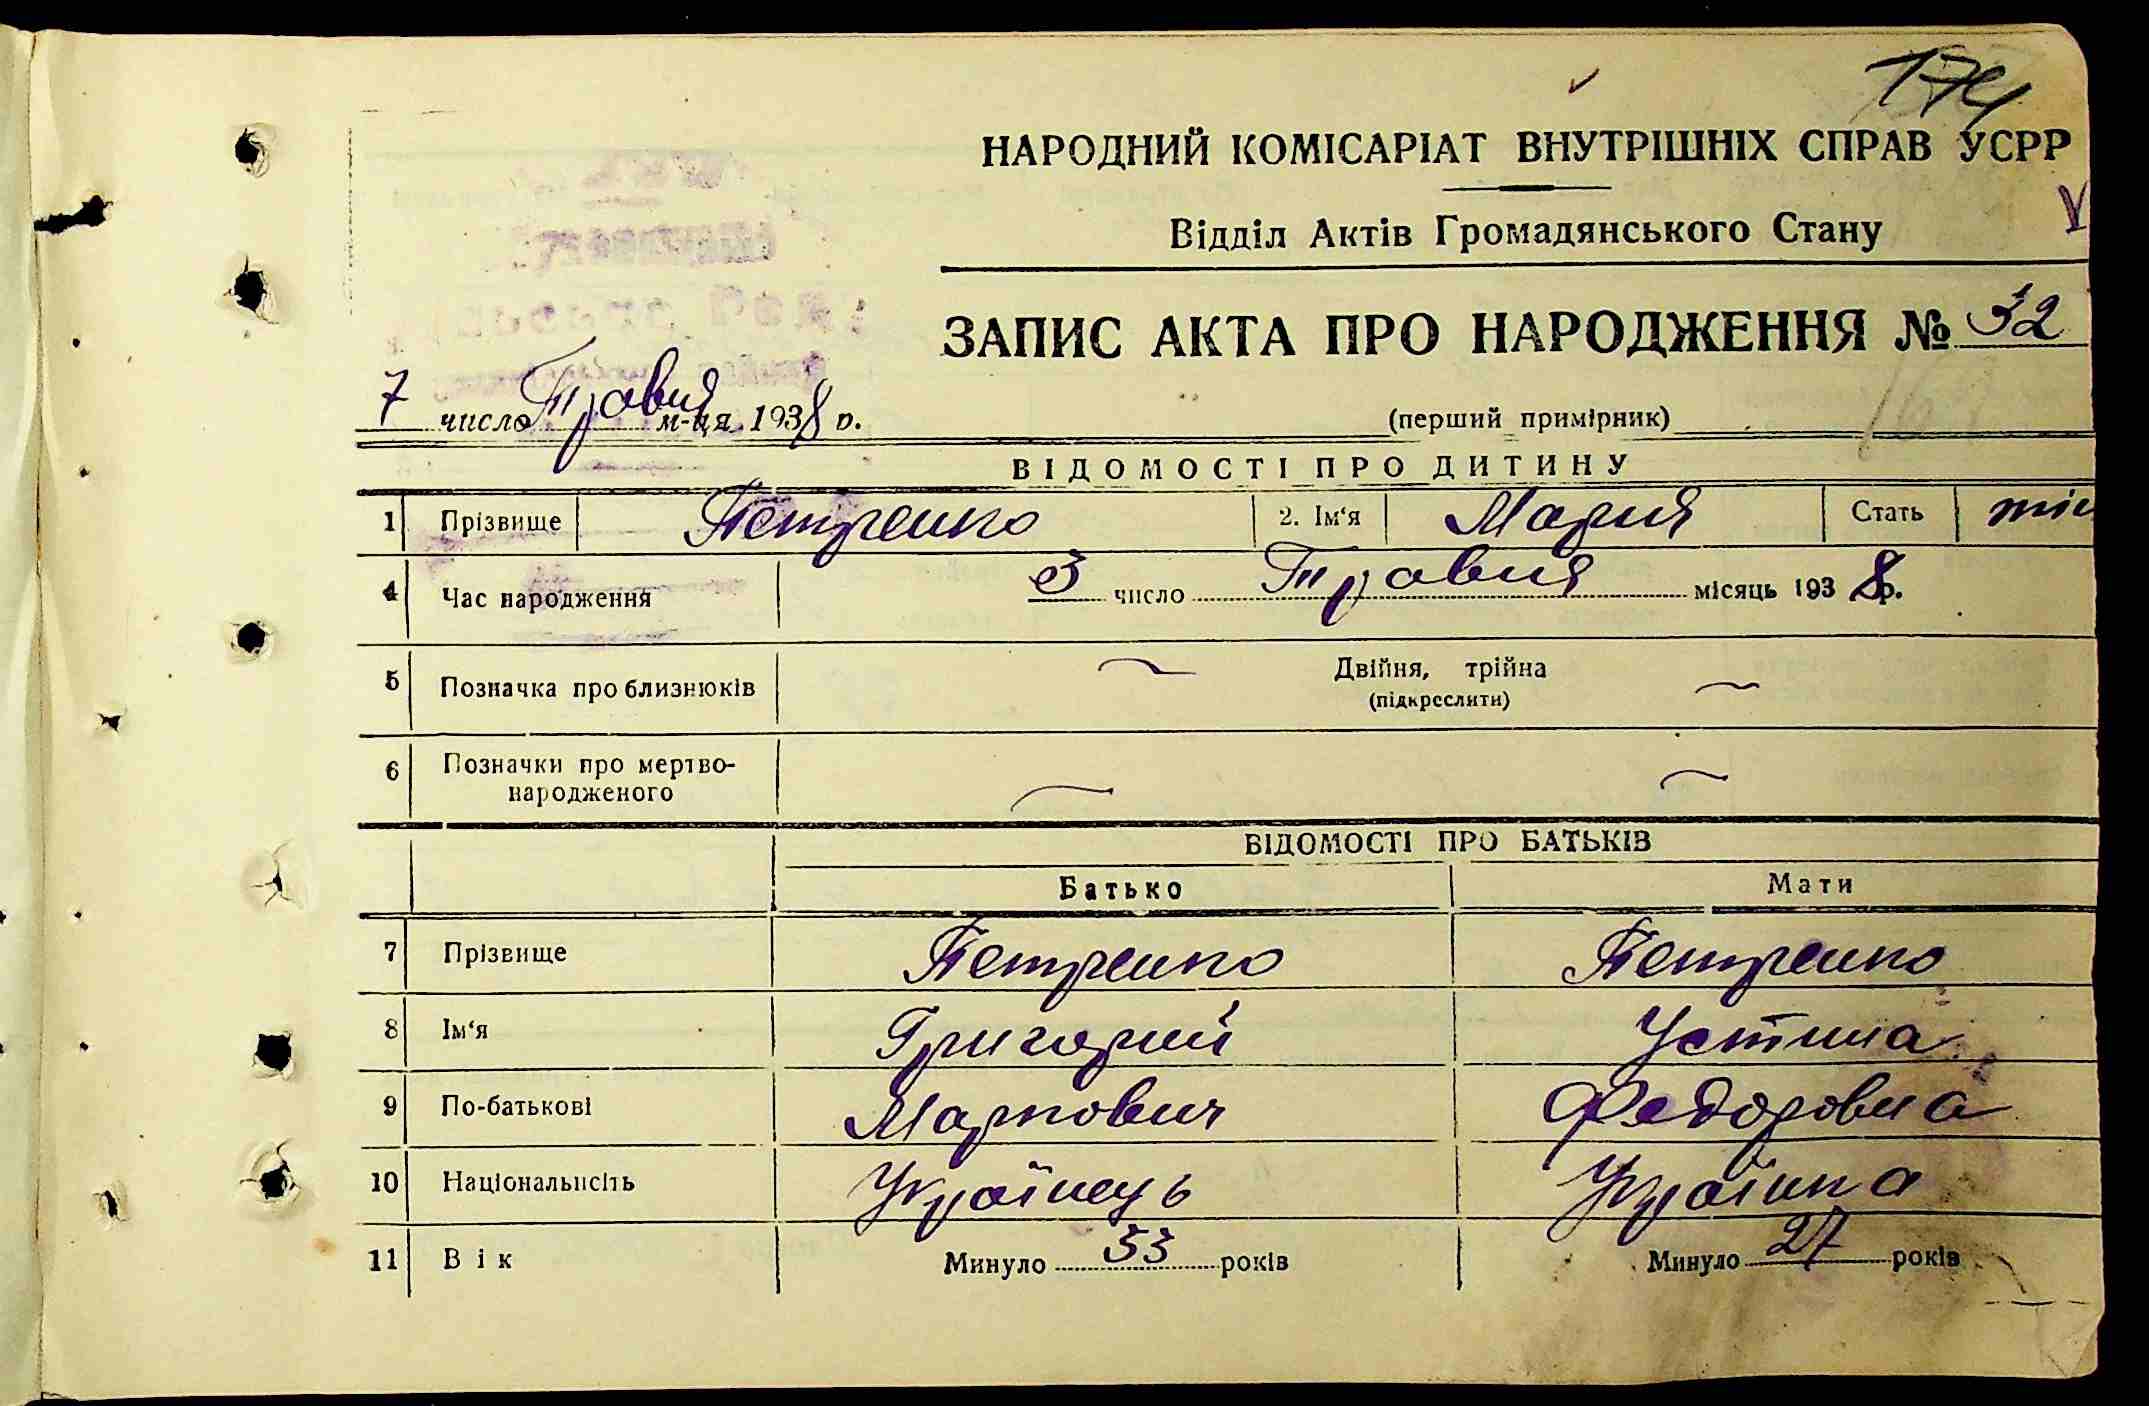 174
НАРОДНИЙ КОМІСАРІАТ ВНУТРІШНІХ СПРАВ УСРР
V
Відділ Актів Громадянського Стану
ЗАПИС АКТА ПРО НАРОДЖЕННЯ № 32
7 число Травня м-ця 1938 р.
(перший примірник)
ВІДОМОСТІ ПРО ДИТИНУ
1 Прізвище Петренко 2. Ім‘я Мария Стать
4 Час народження 3 число Травня місяць 1938 р.
5 Позначка про близнюків Двійня, трійна
(підкреслити)
6 Позначки про мертво-
народженого
ВІДОМОСТІ ПРО БАТЬКІВ
Батько Мати
7 Прізвище Петренко Петренко
8 Ім‘я Григорий Устина
9 По-батькові Маркович Федоровна
10 Національність Українець Українка
11 Вік Минуло 33 років Минуло 27 років